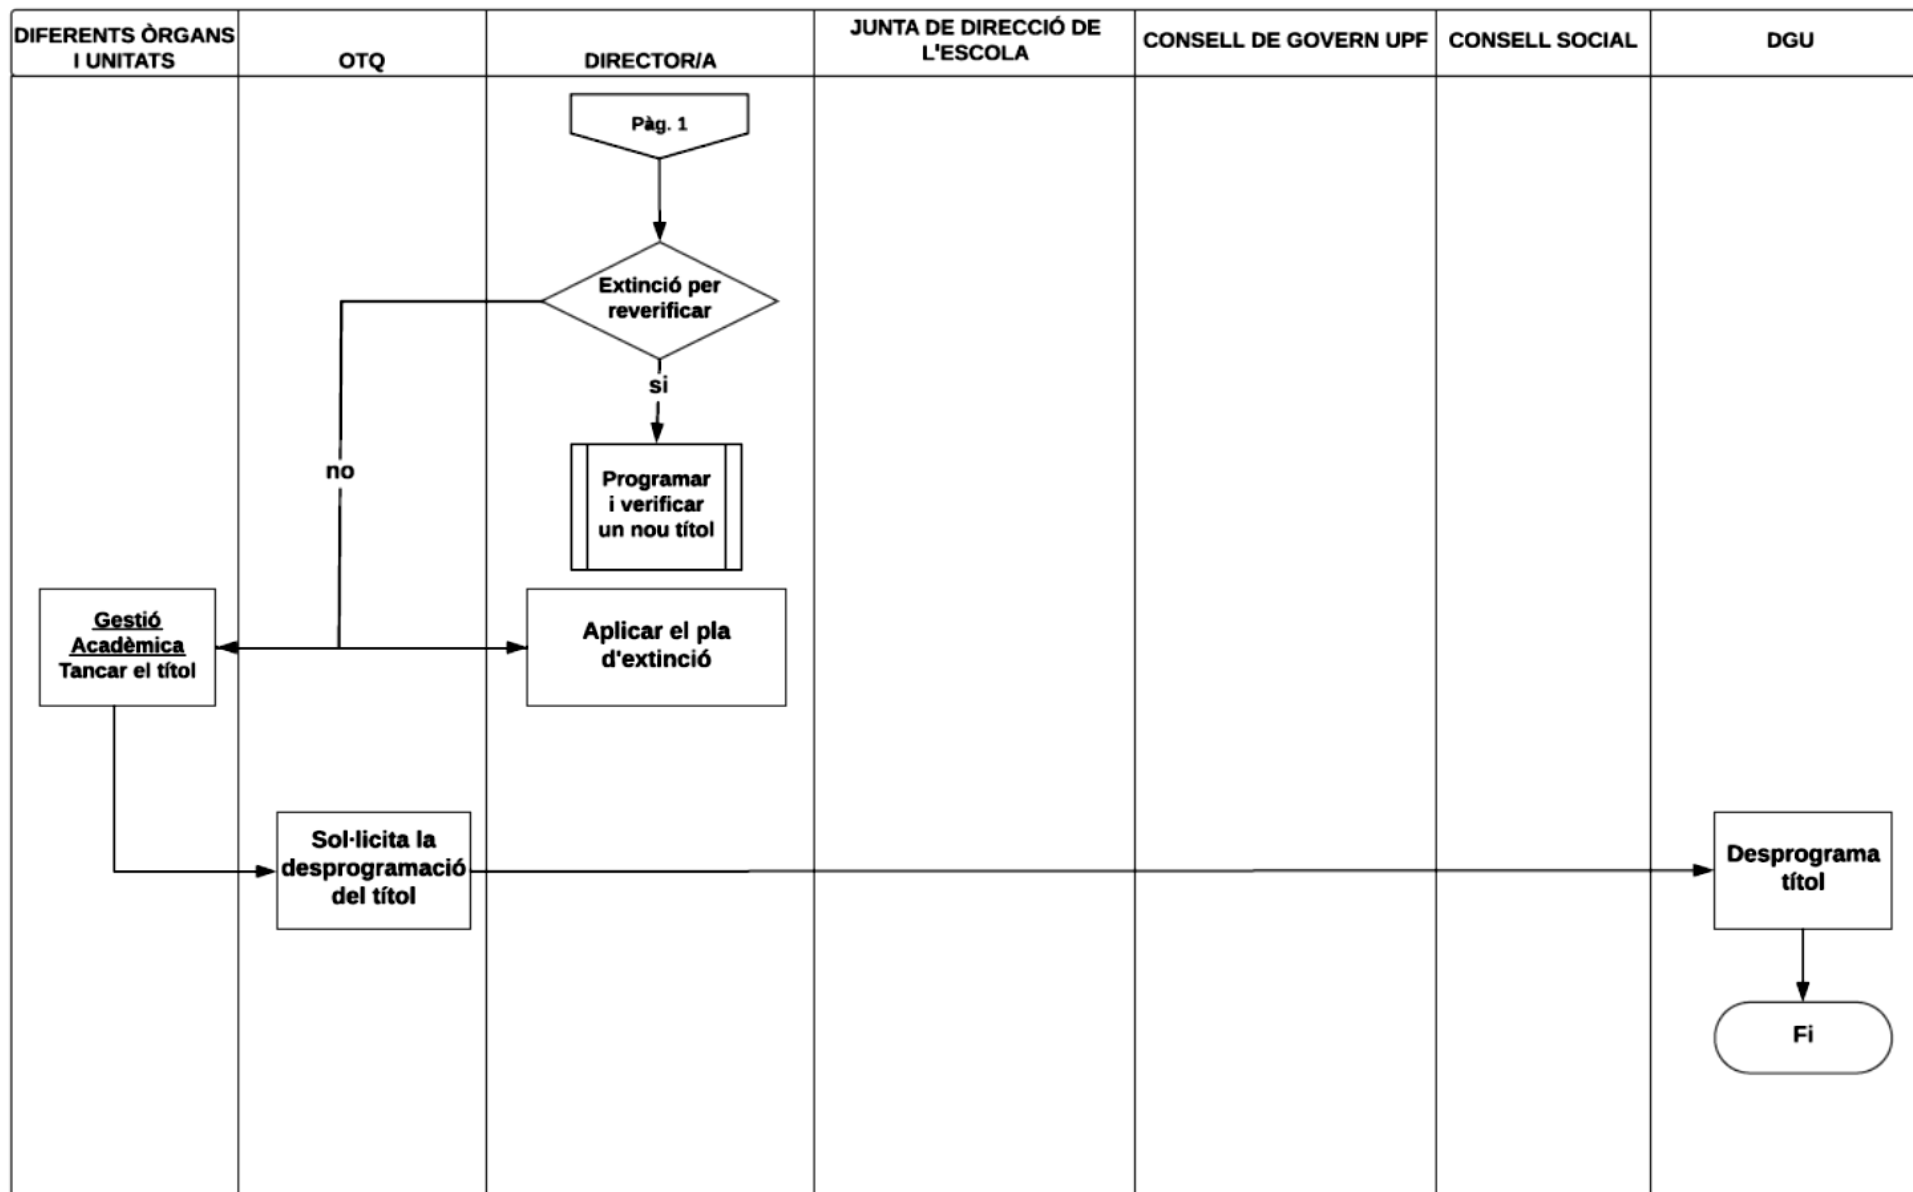 DIFERENTS ÒRGANS
I UNITATS
OTQ
DIRECTOR/A
JUNTA DE DIRECCIÓ DE
L'ESCOLA
CONSELL DE GOVERN UPF
CONSELL SOCIAL
DGU
Pàg. 1
Extinció per
reverificar
si
no
Programar
i verificar
un nou títol
Gestió
Acadèmica
Tancar el títol
Aplicar el pla
d'extinció
Sol·licita la
desprogramació
del títol
Desprograma
títol
Fi